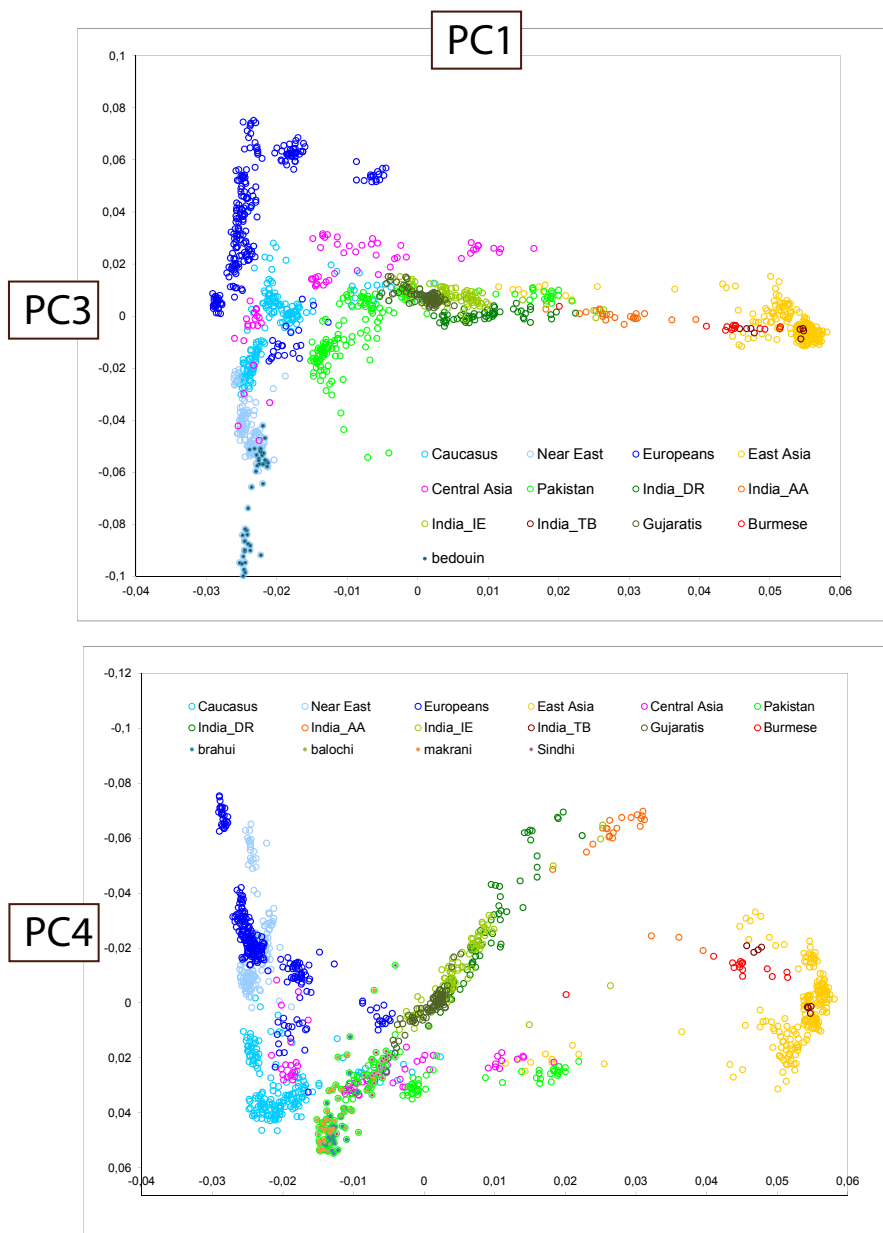 PC1
0,1
0,08
0,06
0,04
0,02
0
-0,02
-0,04
-0,06
-0,08
-0,1
PC3
Caucasus Near East Europeans East Asia
Central Asia Pakistan India_DR India_AA
India_IE India_TB Gujaratis Burmese
bedouin
-0,04 -0,03 -0,02 -0,01 0 0,01 0,02 0,03 0,04 0,05 0,06
-0,12
-0,1
-0,08
-0,06
-0,04
-0,02
0
0,02
0,04
0,06
PC4
Caucasus Near East Europeans East Asia Central Asia Pakistan
India_DR India_AA India_IE India_TB Gujaratis Burmese
brahui balochi makrani Sindhi
-0,04 -0,03 -0,02 -0,01 0 0,01 0,02 0,03 0,04 0,05 0,06